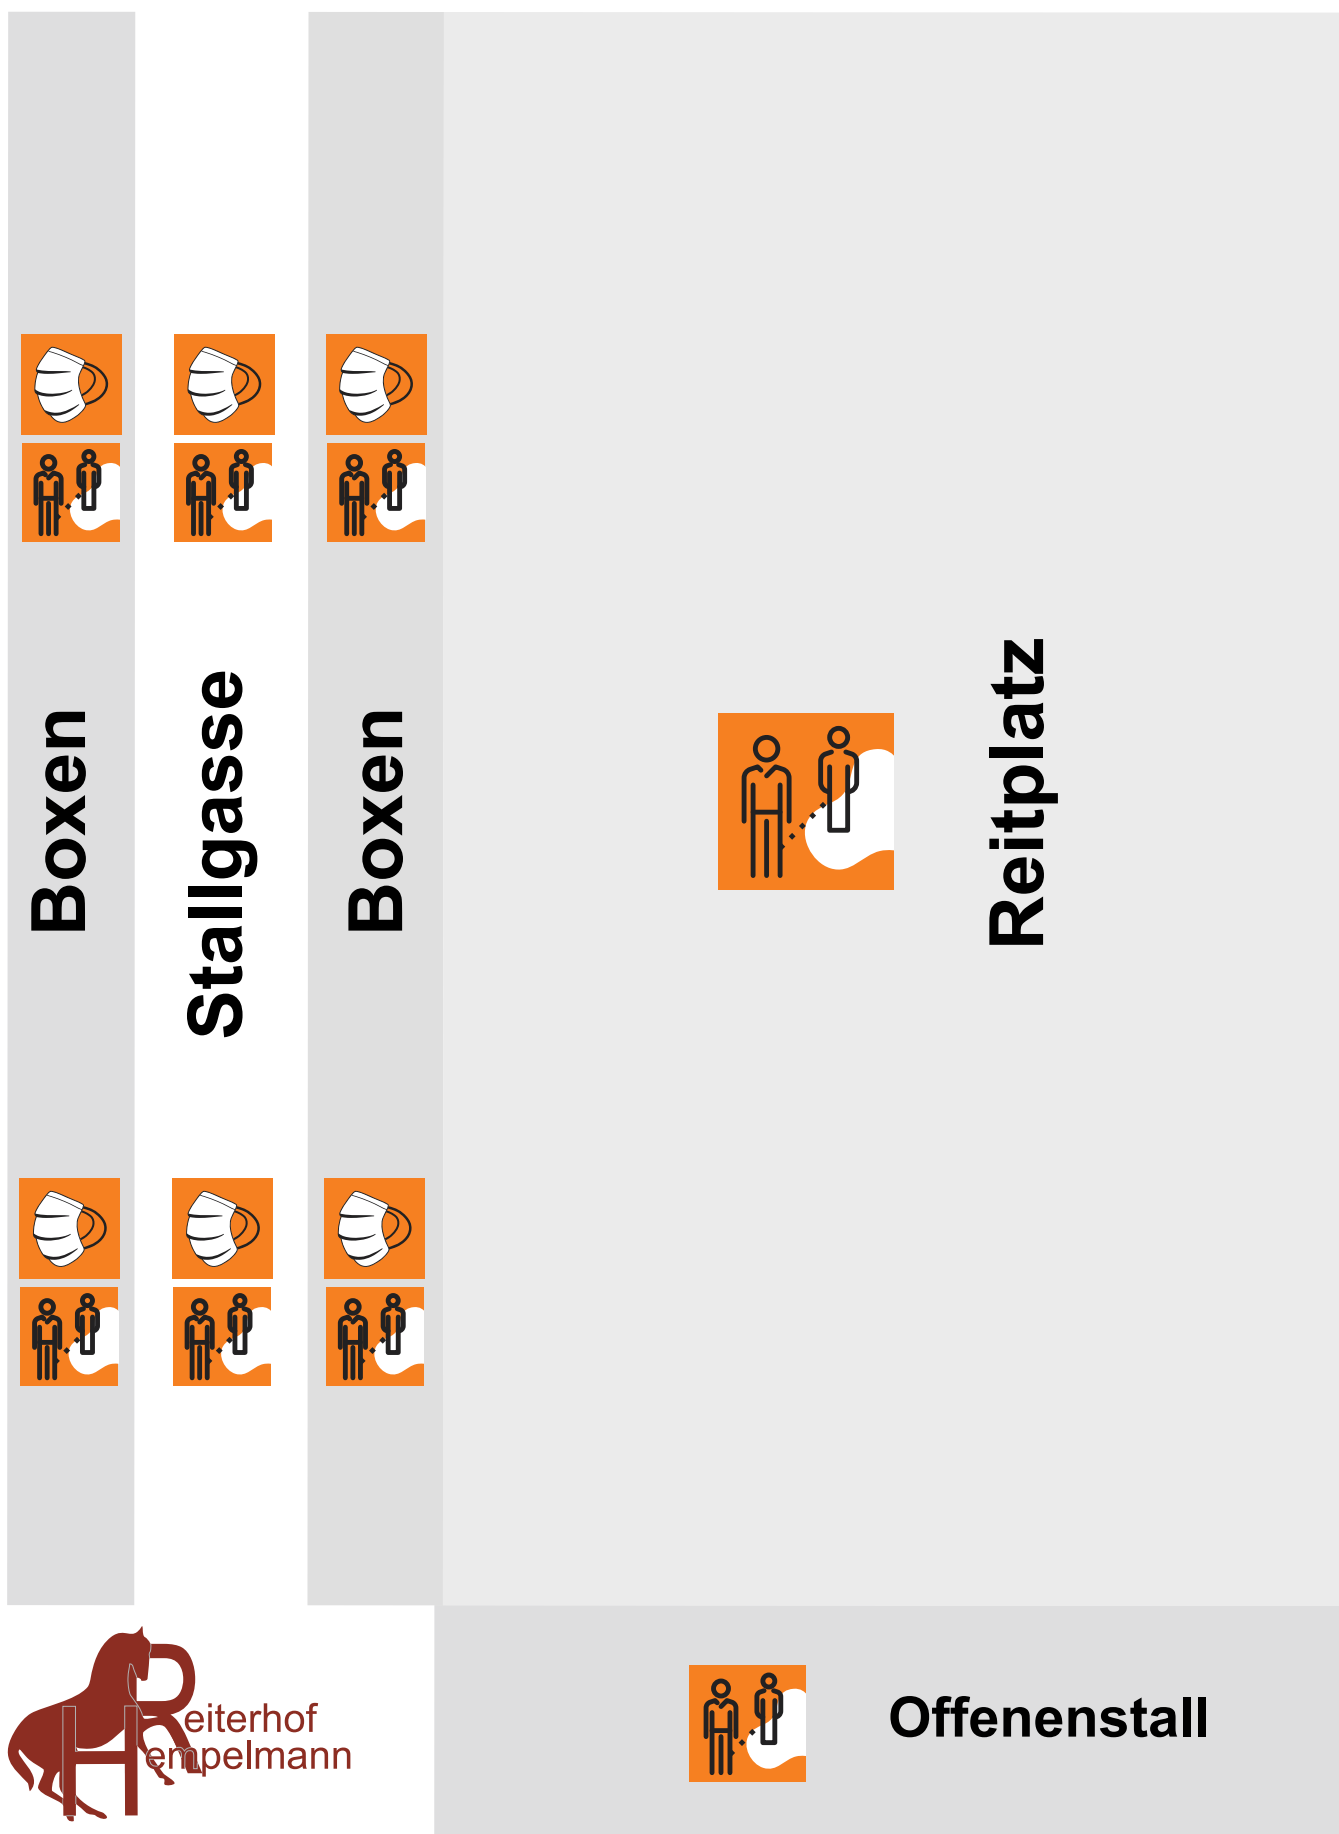 Boxen
Stallgasse
Boxen
Reitplatz
Reiterhof
Hempelmann
Offenenstall